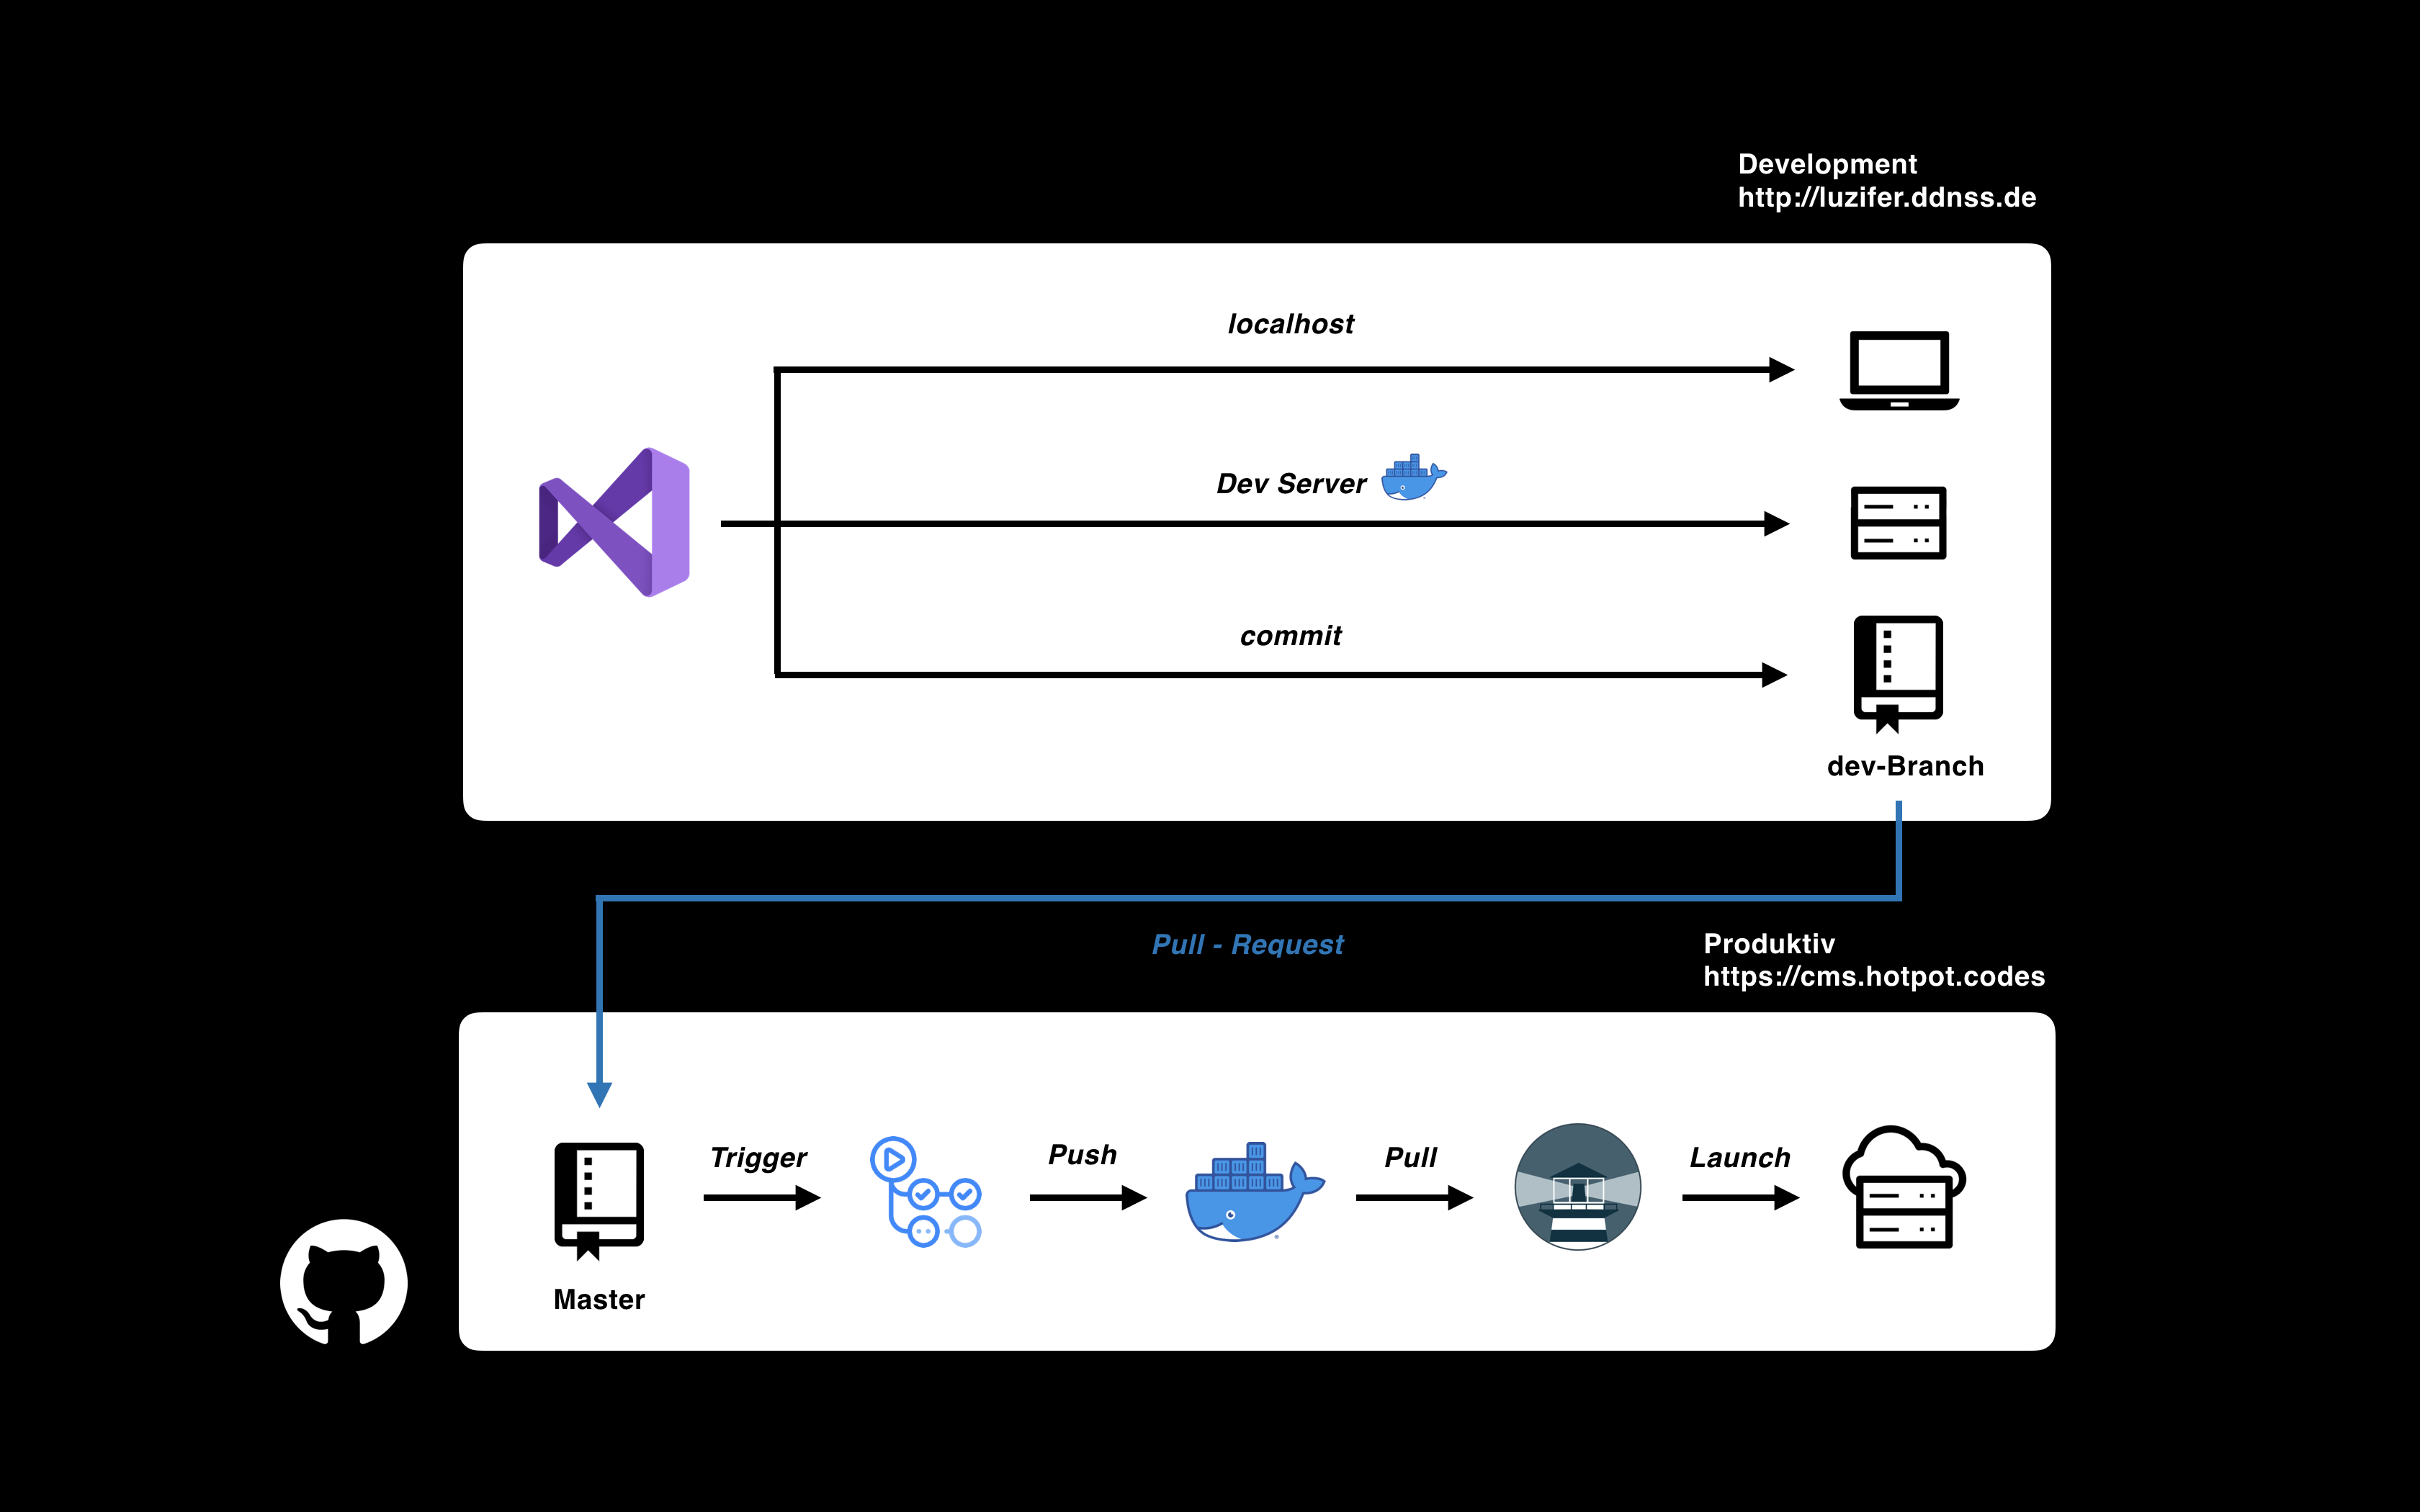 Development
http://luzifer.ddnss.de
localhost
Dev Server
commit
dev-Branch
Pull - Request
Produktiv
https://cms.hotpot.codes
Trigger
Push
Pull
Launch
Master